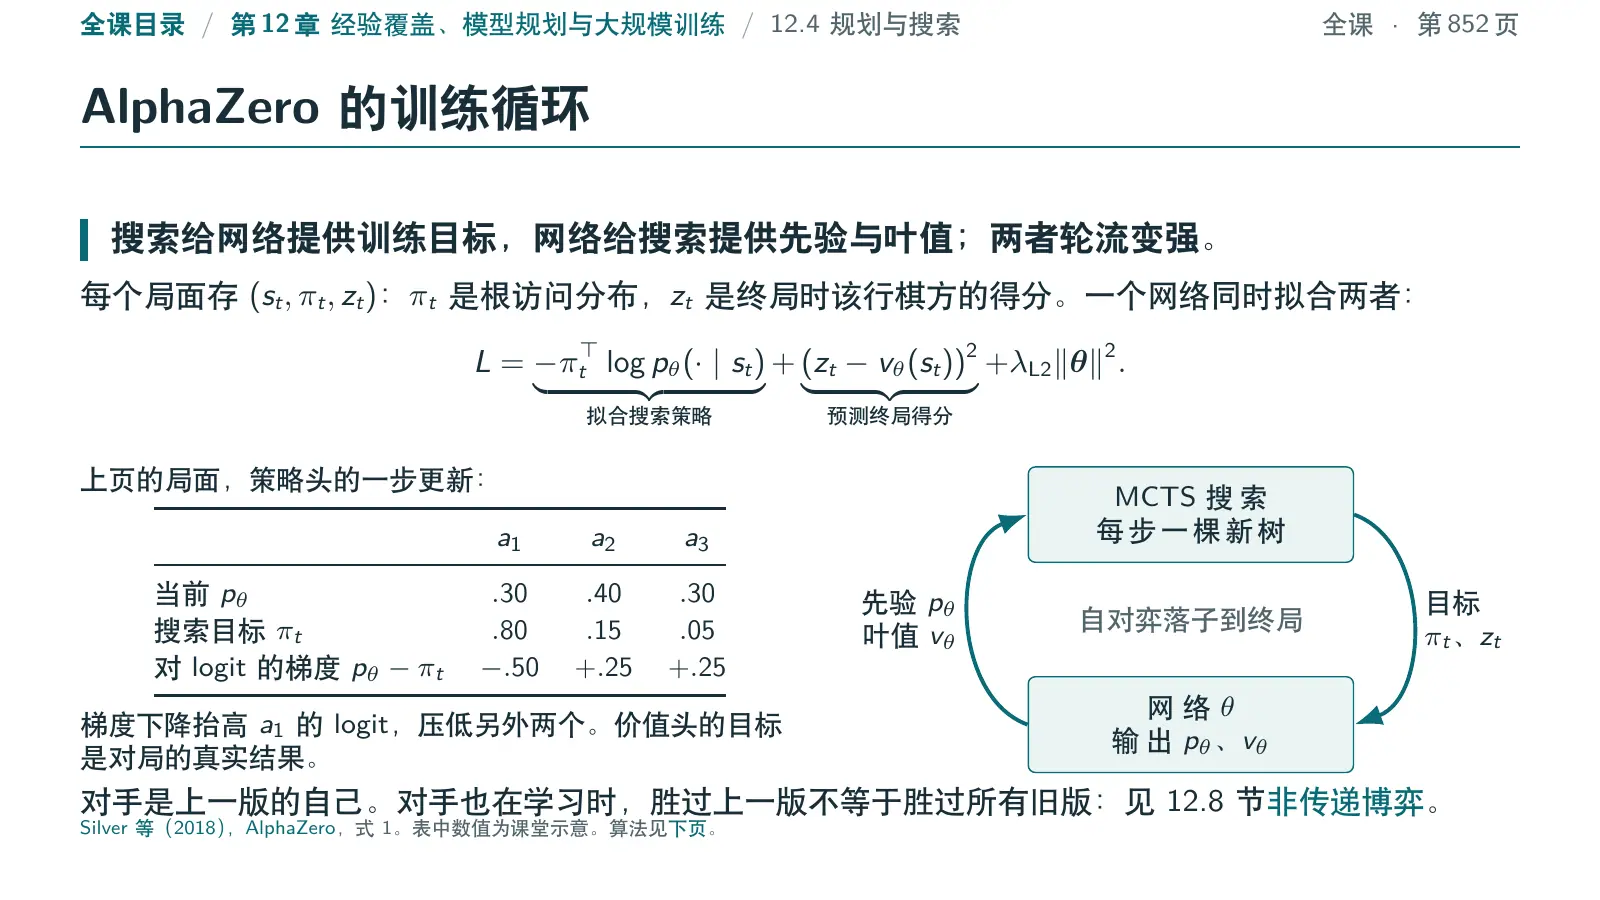 全课目录 / 第 12 章 经验覆盖、模型规划与大规模训练 / 12.4 规划与搜索
全课 · 第 852 页
AlphaZero 的训练循环
搜索给网络提供训练目标，网络给搜索提供先验与叶值；两者轮流变强。
每个局面存 (s_t, π_t, z_t)：π_t 是根访问分布，z_t 是终局时该行棋方的得分。一个网络同时拟合两者：
L = −π_t^⊤ log p_θ(· | s_t) + (z_t − v_θ(s_t))² + λ_L2‖θ‖².
拟合搜索策略 预测终局得分
上页的局面，策略头的一步更新：
a₁ a₂ a₃
当前 p_θ .30 .40 .30
搜索目标 π_t .80 .15 .05
对 logit 的梯度 p_θ − π_t −.50 +.25 +.25
梯度下降抬高 a₁ 的 logit，压低另外两个。价值头的目标
是对局的真实结果。
MCTS 搜索
每步一棵新树
先验 p_θ
叶值 v_θ
自对弈落子到终局
目标
π_t、z_t
网络 θ
输出 p_θ、v_θ
对手是上一版的自己。对手也在学习时，胜过上一版不等于胜过所有旧版：见 12.8 节非传递博弈。
Silver 等 (2018)，AlphaZero，式 1。表中数值为课堂示意。算法见下页。